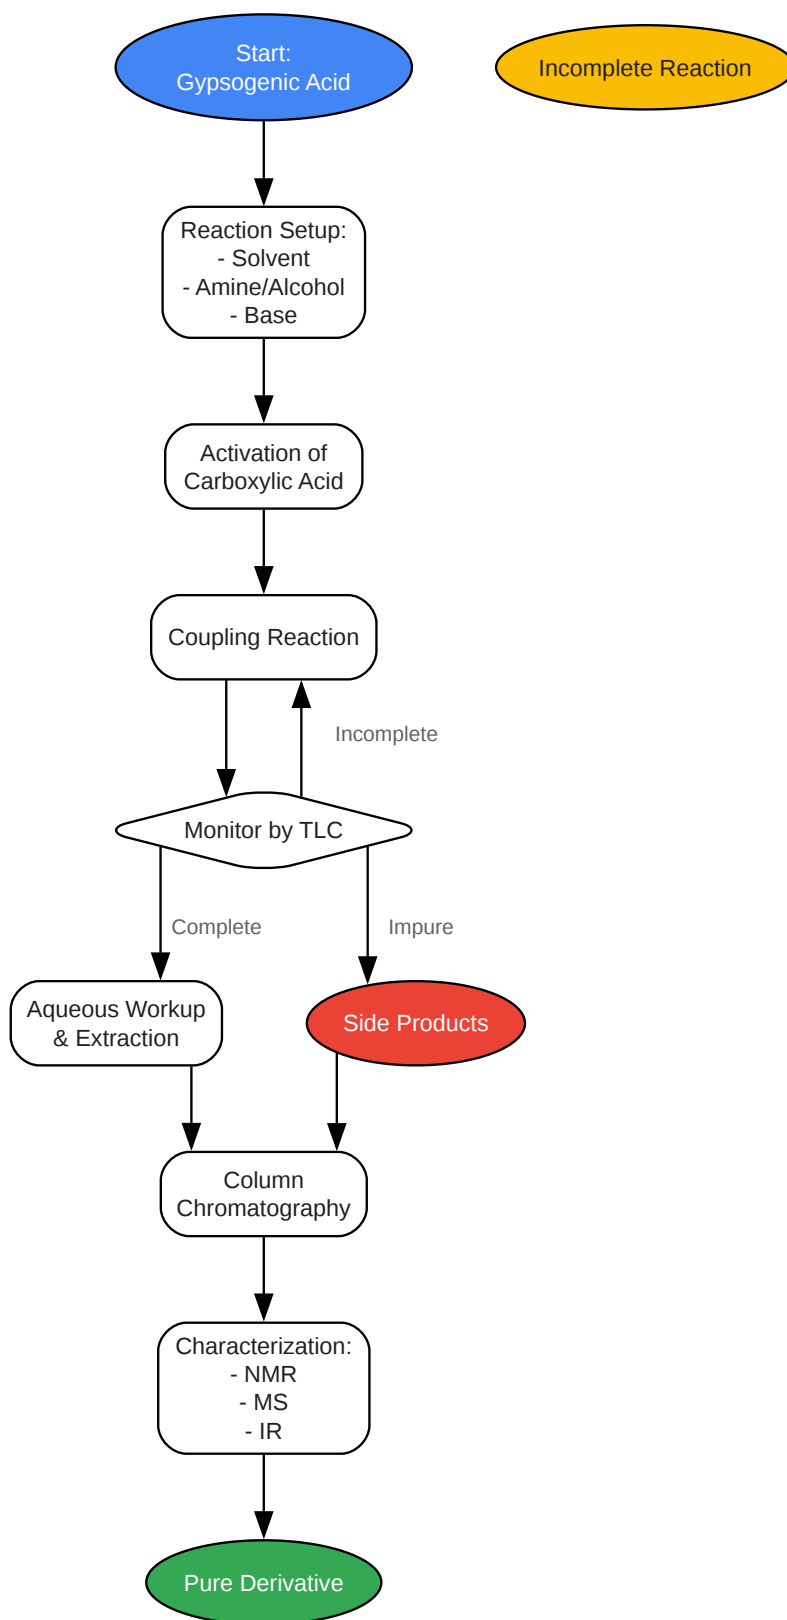 Start:
Gypsogenic Acid
Incomplete Reaction
Reaction Setup:
- Solvent
- Amine/Alcohol
- Base
Activation of
Carboxylic Acid
Coupling Reaction
Incomplete
Monitor by TLC
Complete
Impure
Aqueous Workup
& Extraction
Side Products
Column
Chromatography
Characterization:
- NMR
- MS
- IR
Pure Derivative